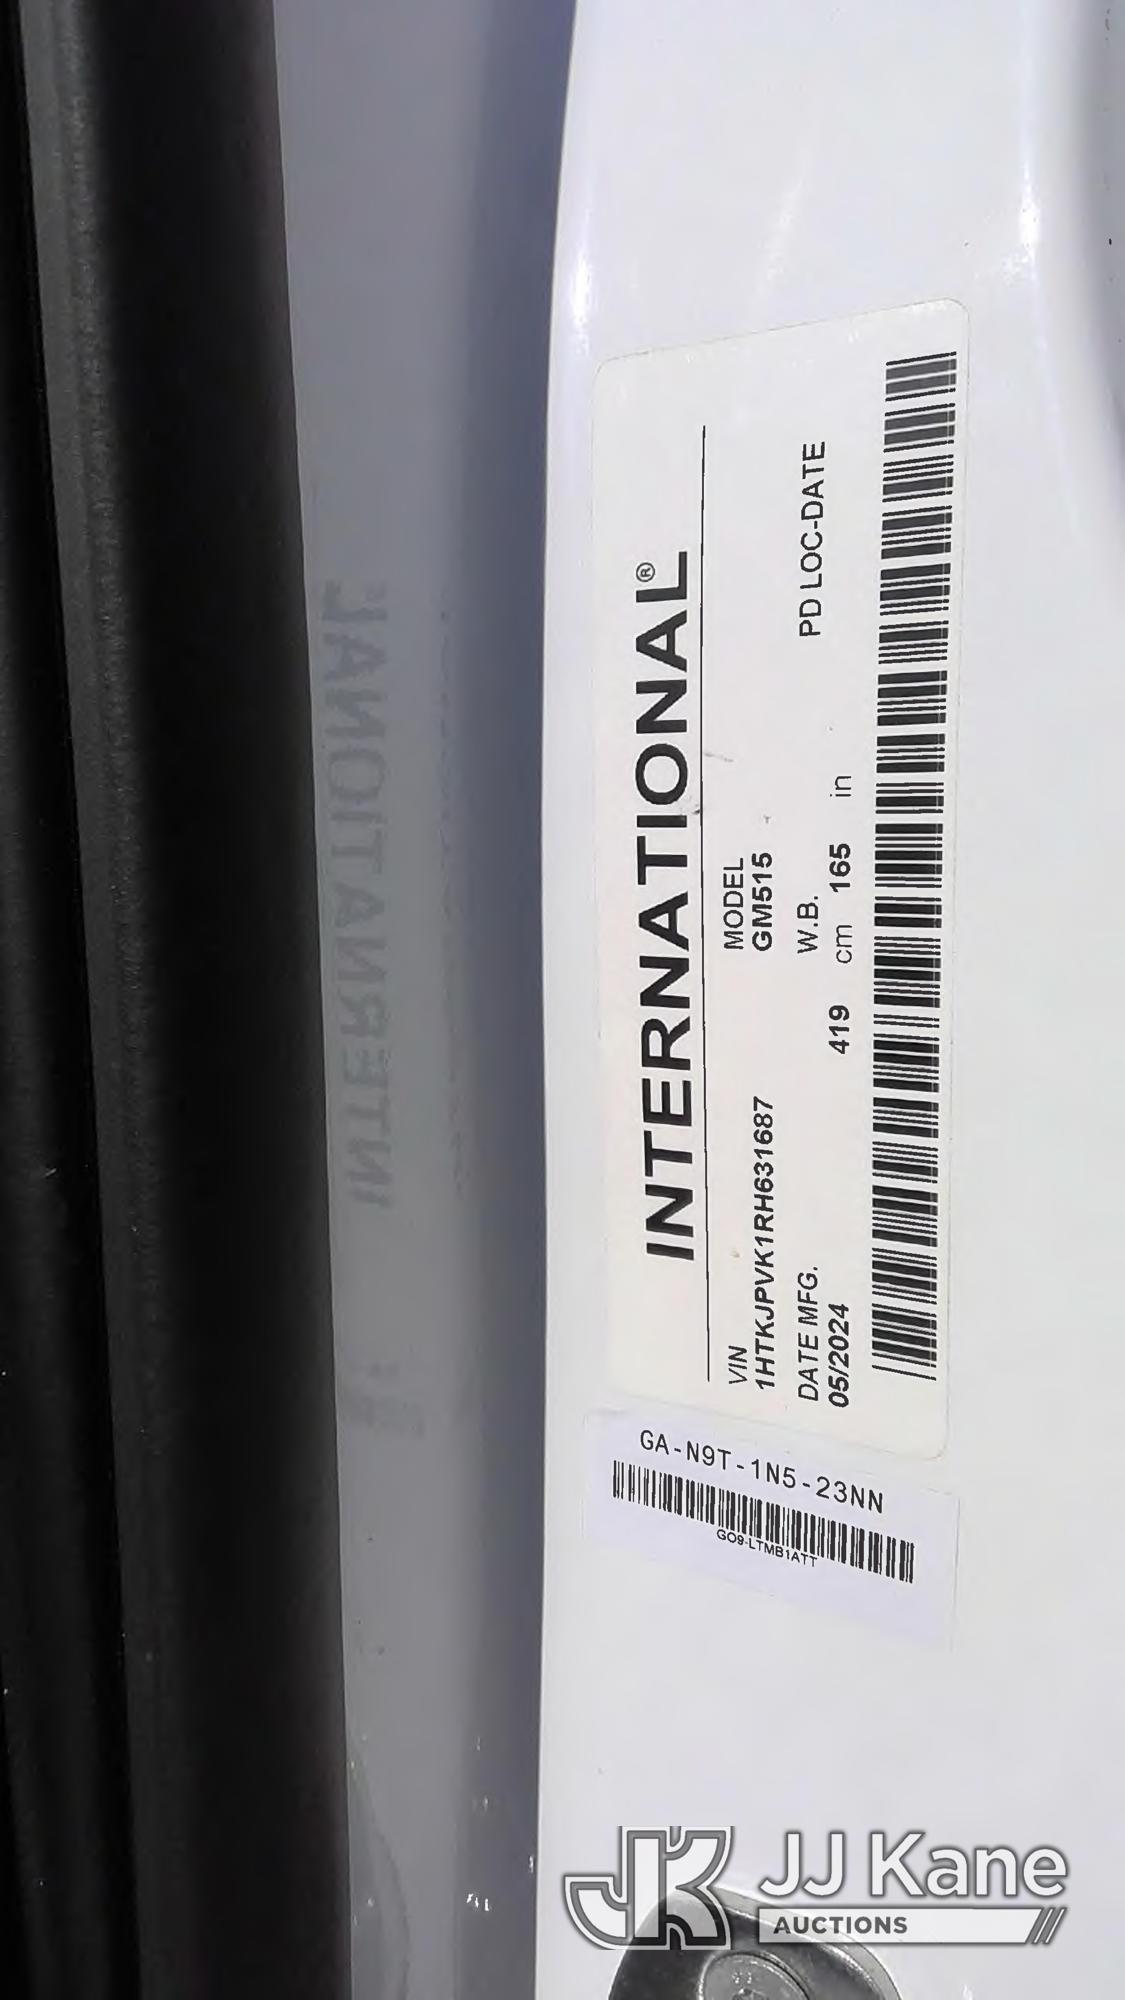 INTERNATIONAL®
VIN MODEL
1HTKJPVK1RH631687 GM515
DATE MFG. W.B. PD LOC-DATE
05/2024 419 cm 165 in
GA-N9T-1N5-23NN
GO9-LTMB1ATT
JK JJ Kane
AUCTIONS